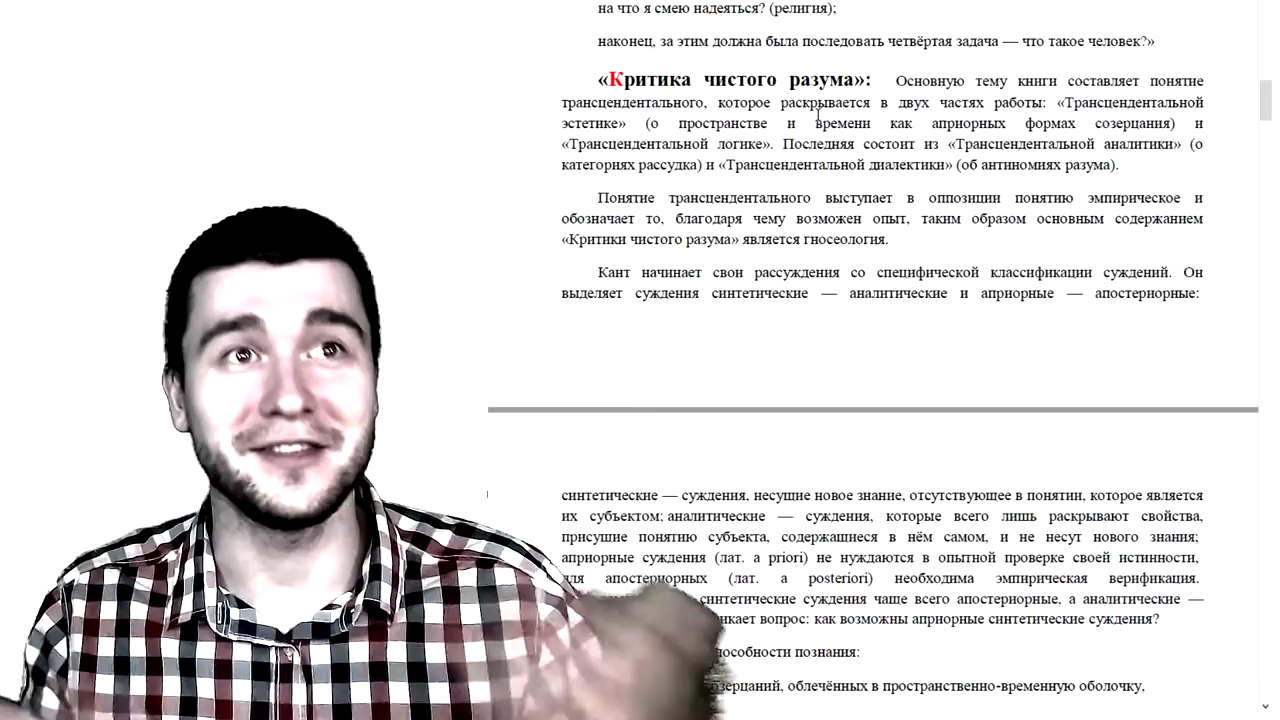 на что я смею надеяться? (религия);
наконец, за этим должна была последовать четвёртая задача — что такое человек?»
«Критика чистого разума»: Основную тему книги составляет понятие
трансцендентального, которое раскрывается в двух частях работы: «Трансцендентальной
эстетике» (о пространстве и времени как априорных формах созерцания) и
«Трансцендентальной логике». Последняя состоит из «Трансцендентальной аналитики» (о
категориях рассудка) и «Трансцендентальной диалектики» (об антиномиях разума).
Понятие трансцендентального выступает в оппозиции понятию эмпирическое и
обозначает то, благодаря чему возможен опыт, таким образом основным содержанием
«Критики чистого разума» является гносеология.
Кант начинает свои рассуждения со специфической классификации суждений. Он
выделяет суждения синтетические — аналитические и априорные — апостериорные:
синтетические — суждения, несущие новое знание, отсутствующее в понятии, которое является
их субъектом; аналитические — суждения, которые всего лишь раскрывают свойства,
присущие понятию субъекта, содержащиеся в нём самом, и не несут нового знания;
априорные суждения (лат. a priori) не нуждаются в опытной проверке своей истинности,
для апостериорных (лат. a posteriori) необходима эмпирическая верификация.
синтетические суждения чаще всего апостериорные, а аналитические —
вопрос: как возможны априорные синтетические суждения?
познания:
облечённых в пространственно-временную оболочку,